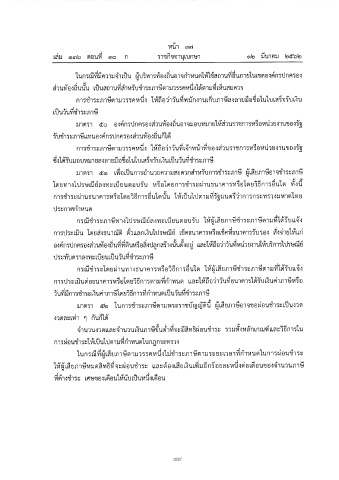 หน้า ๓๗
เล่ม ๑๓๖ ตอนที่ ๓๐ ก ราชกิจจานุเบกษา ๑๒ มีนาคม ๒๕๖๒
ในกรณีที่มีความจำเป็น ผู้บริหารท้องถิ่นอาจกำหนดให้ใช้สถานที่อื่นภายในเขตองค์กรปกครอง
ส่วนท้องถิ่นนั้น เป็นสถานที่สำหรับชำระภาษีตามวรรคหนึ่งได้ตามที่เห็นสมควร
การชำระภาษีตามวรรคหนึ่ง ให้ถือว่าวันที่พนักงานเก็บภาษีลงลายมือชื่อในใบเสร็จรับเงิน
เป็นวันที่ชำระภาษี
มาตรา ๕๐ องค์กรปกครองส่วนท้องถิ่นอาจมอบหมายให้ส่วนราชการหรือหน่วยงานของรัฐ
รับชำระภาษีแทนองค์กรปกครองส่วนท้องถิ่นก็ได้
การชำระภาษีตามวรรคหนึ่ง ให้ถือว่าวันที่เจ้าหน้าที่ของส่วนราชการหรือหน่วยงานของรัฐ
ซึ่งได้รับมอบหมายลงลายมือชื่อในใบเสร็จรับเงินเป็นวันที่ชำระภาษี
มาตรา ๕๑ เพื่อเป็นการอำนวยความสะดวกสำหรับการชำระภาษี ผู้เสียภาษีอาจชำระภาษี
โดยทางไปรษณีย์ลงทะเบียนตอบรับ หรือโดยการชำระผ่านธนาคารหรือโดยวิธีการอื่นใด ทั้งนี้
การชำระผ่านธนาคารหรือโดยวิธีการอื่นใดนั้น ให้เป็นไปตามที่รัฐมนตรีว่าการกระทรวงมหาดไทย
ประกาศกำหนด
กรณีชำระภาษีทางไปรษณีย์ลงทะเบียนตอบรับ ให้ผู้เสียภาษีชำระภาษีตามที่ได้รับแจ้ง
การประเมิน โดยส่งธนาณัติ ตั๋วแลกเงินไปรษณีย์ เช็คธนาคารหรือเช็คที่ธนาคารรับรอง สั่งจ่ายให้แก่
องค์กรปกครองส่วนท้องถิ่นที่ที่ดินหรือสิ่งปลูกสร้างนั้นตั้งอยู่ และให้ถือว่าวันที่หน่วยงานให้บริการไปรษณีย์
ประทับตราลงทะเบียนเป็นวันที่ชำระภาษี
กรณีชำระโดยผ่านทางธนาคารหรือวิธีการอื่นใด ให้ผู้เสียภาษีชำระภาษีตามที่ได้รับแจ้ง
การประเมินต่อธนาคารหรือโดยวิธีการตามที่กำหนด และให้ถือว่าวันที่ธนาคารได้รับเงินค่าภาษีหรือ
วันที่มีการชำระเงินค่าภาษีโดยวิธีการที่กำหนดเป็นวันที่ชำระภาษี
มาตรา ๕๒ ในการชำระภาษีตามพระราชบัญญัตินี้ ผู้เสียภาษีอาจขอผ่อนชำระเป็นงวด
งวดละเท่า ๆ กันก็ได้
จำนวนงวดและจำนวนเงินภาษีขั้นต่ำที่จะมีสิทธิผ่อนชำระ รวมทั้งหลักเกณฑ์และวิธีการใน
การผ่อนชำระให้เป็นไปตามที่กำหนดในกฎกระทรวง
ในกรณีที่ผู้เสียภาษีตามวรรคหนึ่งไม่ชำระภาษีตามระยะเวลาที่กำหนดในการผ่อนชำระ
ให้ผู้เสียภาษีหมดสิทธิที่จะผ่อนชำระ และต้องเสียเงินเพิ่มอีกร้อยละหนึ่งต่อเดือนของจำนวนภาษี
ที่ค้างชำระ เศษของเดือนให้นับเป็นหนึ่งเดือน